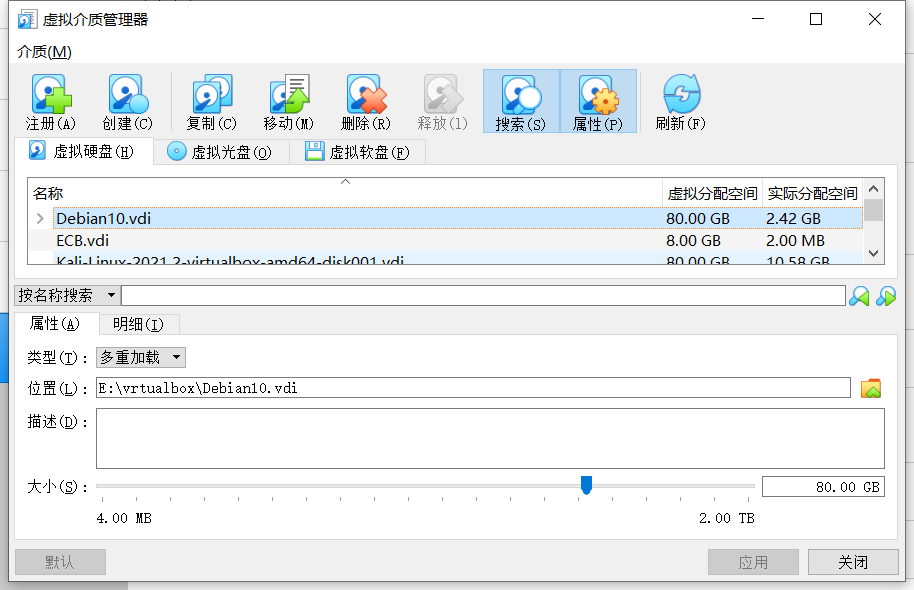 虚拟介质管理器
介质(M)
注册(A) 创建(C) 复制(C) 移动(M) 删除(R) 释放(l) 搜索(S) 属性(P) 刷新(F)
虚拟硬盘(H) 虚拟光盘(O) 虚拟软盘(F)
名称 虚拟分配空间 实际分配空间
Debian10.vdi 80.00 GB 2.42 GB
ECB.vdi 8.00 GB 2.00 MB
Kali-Linux-2021.2-virtualbox-amd64-disk001.vdi 80.00 GB 10.58 GB
按名称搜索
属性(A) 明细(I)
类型(T): 多重加载
位置(L): E:\vrtualbox\Debian10.vdi
描述(D):
大小(S): 80.00 GB
4.00 MB 2.00 TB
默认 应用 关闭